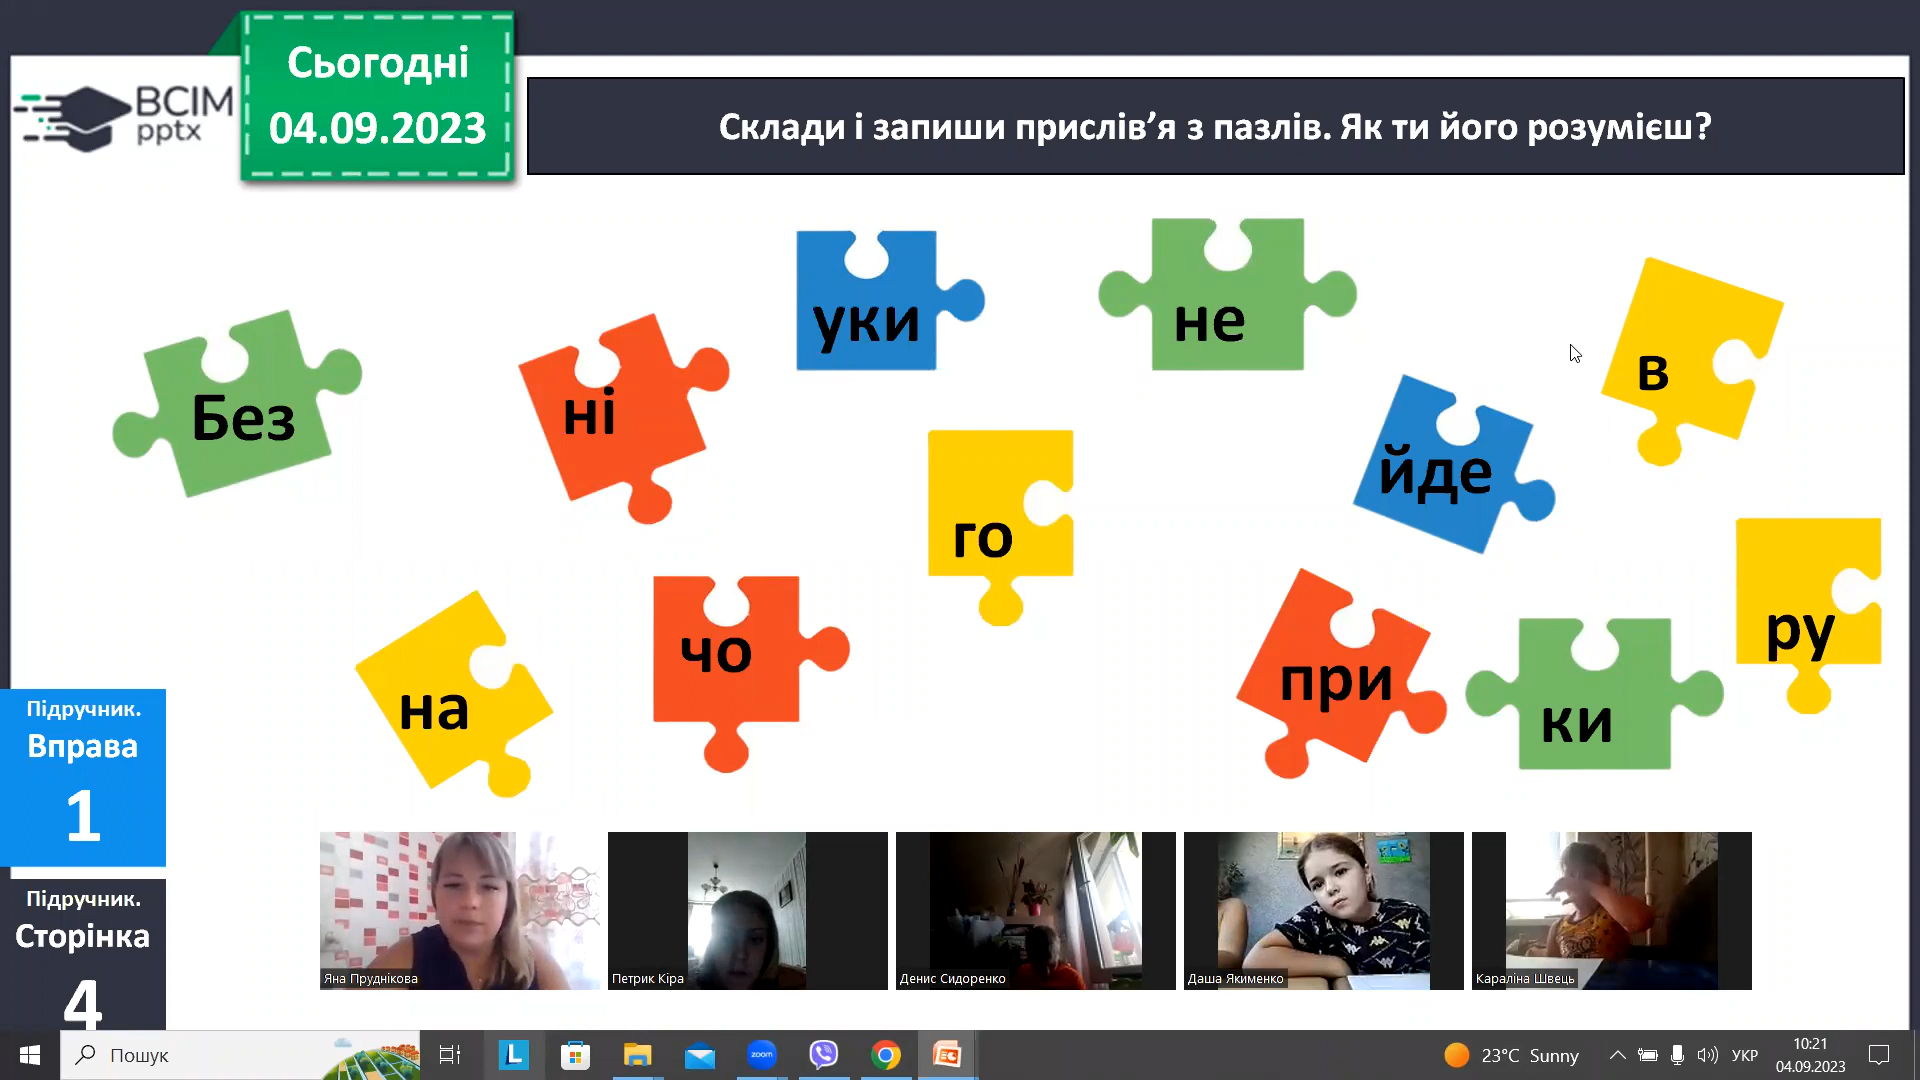 Сьогодні
04.09.2023
ВСІМ
pptx
Склади і запиши прислів’я з пазлів. Як ти його розумієш?
Без
ні
уки
не
в
йде
го
на
чо
при
ки
ру
Підручник.
Вправа
1
Підручник.
Сторінка
4
Яна Пруднікова
Петрик Кіра
Денис Сидоренко
Даша Якименко
Караліна Швець
Пошук
L
zoom
23°C Sunny
УКР
10:21
04.09.2023